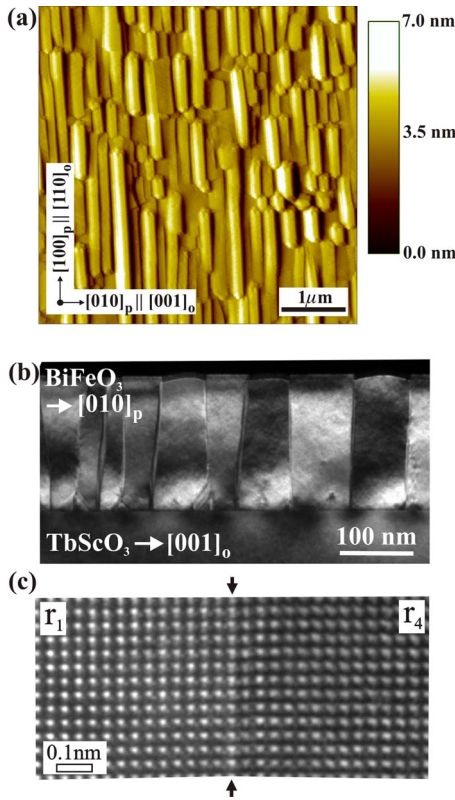 (a)
7.0 nm
3.5 nm
0.0 nm
[100]p || [110]o
[010]p || [001]o
1μm
(b)
BiFeO3
→ [010]p
TbScO3 → [001]o
100 nm
(c)
r1
r4
0.1nm